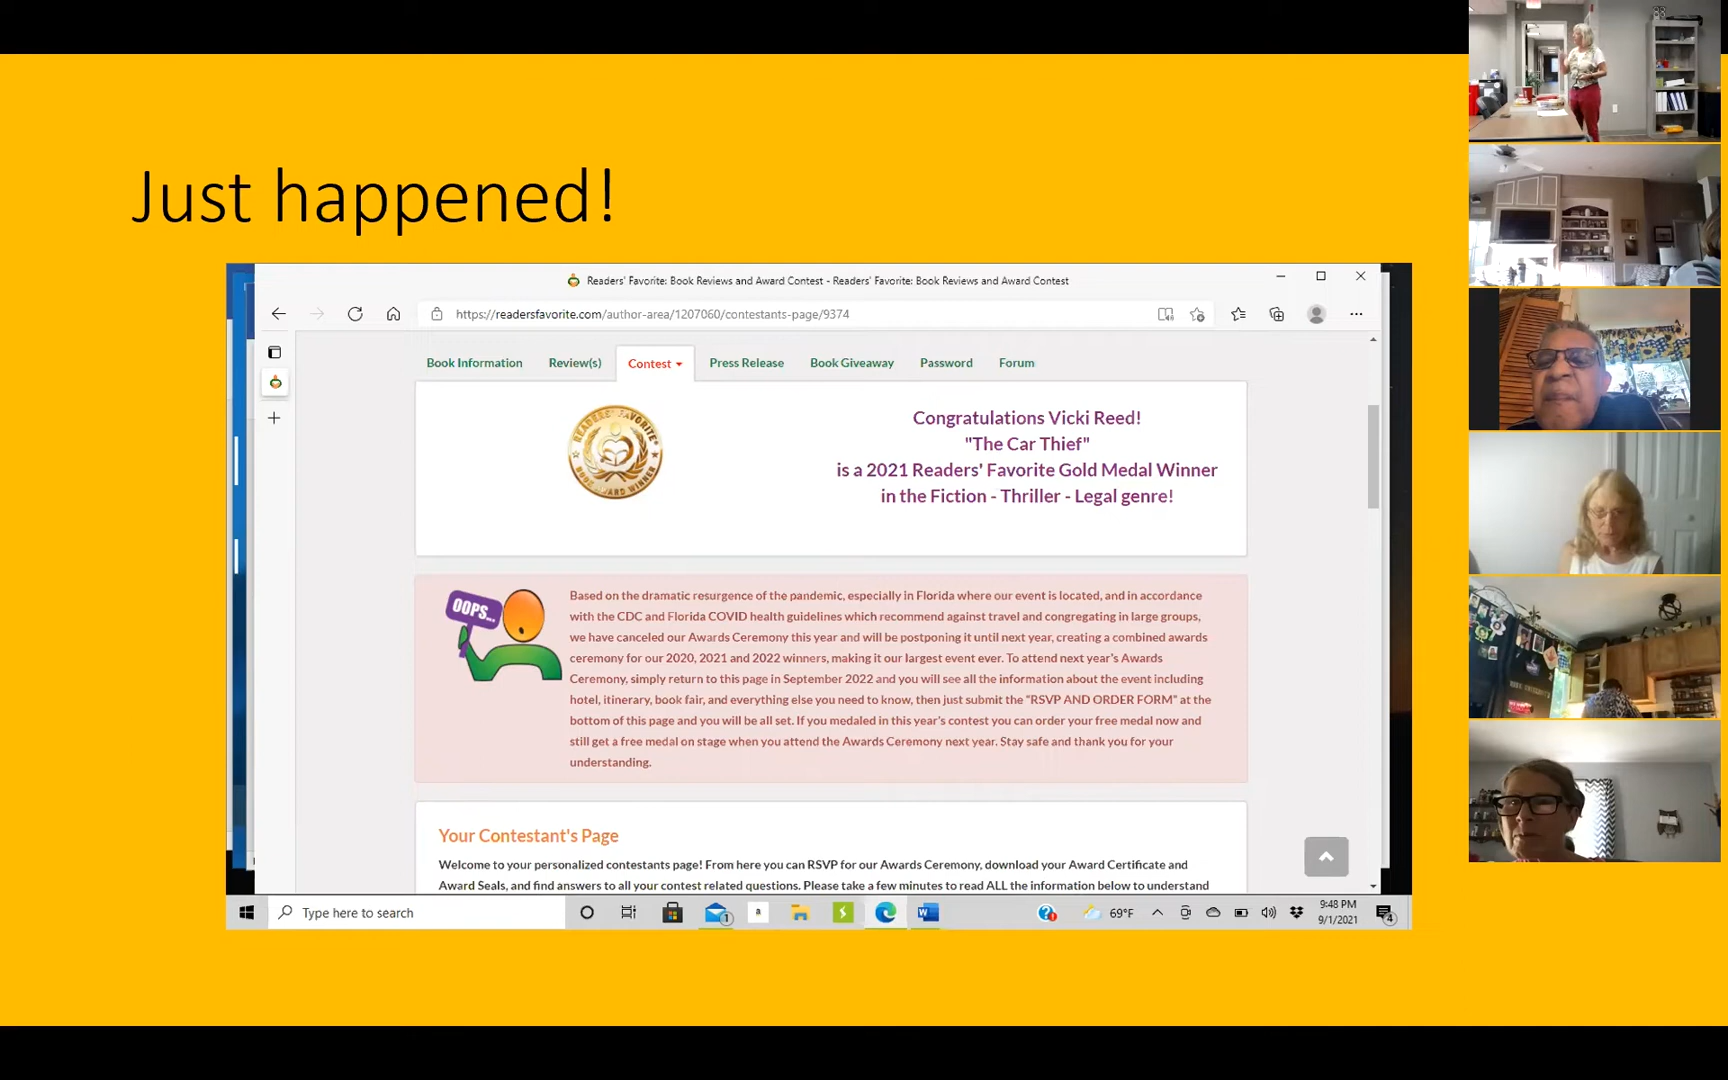 Just happened!
Readers' Favorite: Book Reviews and Award Contest - Readers' Favorite: Book Reviews and Award Contest
https://readersfavorite.com/author-area/1207060/contestants-page/9374
Book Information Review(s) Contest Press Release Book Giveaway Password Forum
READERS' FAVORITE
BOOK AWARD WINNER
Congratulations Vicki Reed!
"The Car Thief"
is a 2021 Readers' Favorite Gold Medal Winner
in the Fiction - Thriller - Legal genre!
OOPS...
Based on the dramatic resurgence of the pandemic, especially in Florida where our event is located, and in accordance
with the CDC and Florida COVID health guidelines which recommend against travel and congregating in large groups,
we have canceled our Awards Ceremony this year and will be postponing it until next year, creating a combined awards
ceremony for our 2020, 2021 and 2022 winners, making it our largest event ever. To attend next year's Awards
Ceremony, simply return to this page in September 2022 and you will see all the information about the event including
hotel, itinerary, book fair, and everything else you need to know, then just submit the "RSVP AND ORDER FORM" at the
bottom of this page and you will be all set. If you medaled in this year's contest you can order your free medal now and
still get a free medal on stage when you attend the Awards Ceremony next year. Stay safe and thank you for your
understanding.
Your Contestant's Page
Welcome to your personalized contestants page! From here you can RSVP for our Awards Ceremony, download your Award Certificate and
Award Seals, and find answers to all your contest related questions. Please take a few minutes to read ALL the information below to understand
Type here to search
1
a
69°F
9:48 PM
9/1/2021
4